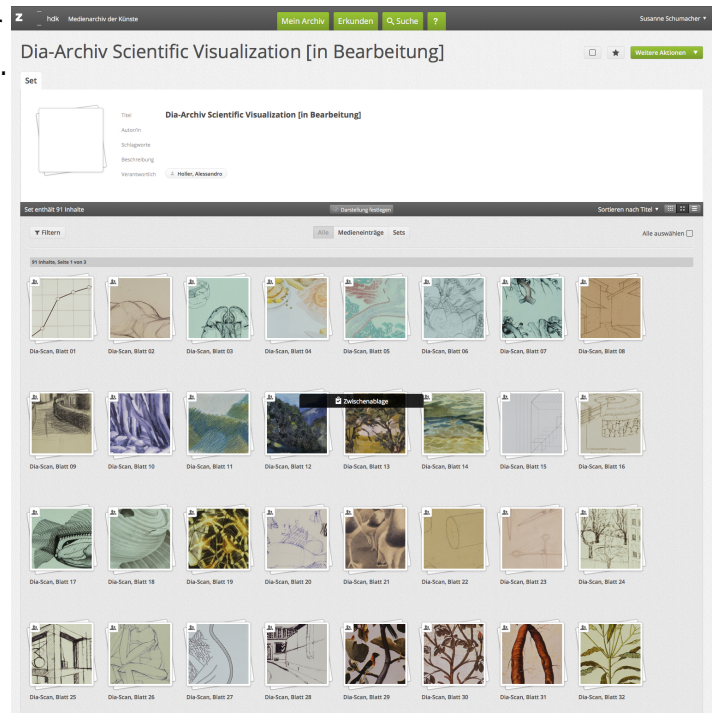 Z hdk Medienarchiv der Künste Mein Archiv Erkunden Suche ? Susanne Schumacher
Dia-Archiv Scientific Visualization [in Bearbeitung] Weitere Aktionen
Set
Titel Dia-Archiv Scientific Visualization [in Bearbeitung]
Autor/in
Schlagworte
Beschreibung
Verantwortlich Holler, Alessandro
Set enthält 91 Inhalte Darstellung festlegen Sortieren nach Titel
Filtern Alle Medieneinträge Sets Alle auswählen
91 Inhalte, Seite 1 von 3
Dia-Scan, Blatt 01 Dia-Scan, Blatt 02 Dia-Scan, Blatt 03 Dia-Scan, Blatt 04 Dia-Scan, Blatt 05 Dia-Scan, Blatt 06 Dia-Scan, Blatt 07 Dia-Scan, Blatt 08
Zwischenablage
Dia-Scan, Blatt 09 Dia-Scan, Blatt 10 Dia-Scan, Blatt 11 Dia-Scan, Blatt 12 Dia-Scan, Blatt 13 Dia-Scan, Blatt 14 Dia-Scan, Blatt 15 Dia-Scan, Blatt 16
Dia-Scan, Blatt 17 Dia-Scan, Blatt 18 Dia-Scan, Blatt 19 Dia-Scan, Blatt 20 Dia-Scan, Blatt 21 Dia-Scan, Blatt 22 Dia-Scan, Blatt 23 Dia-Scan, Blatt 24
Dia-Scan, Blatt 25 Dia-Scan, Blatt 26 Dia-Scan, Blatt 27 Dia-Scan, Blatt 28 Dia-Scan, Blatt 29 Dia-Scan, Blatt 30 Dia-Scan, Blatt 31 Dia-Scan, Blatt 32